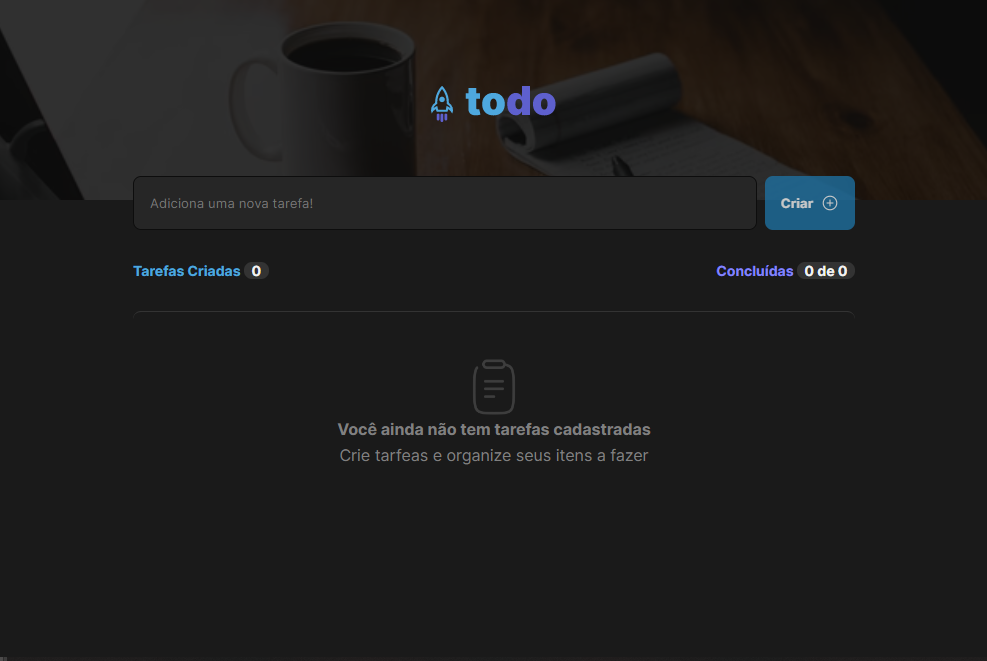 todo
Adiciona uma nova tarefa!
Criar
Tarefas Criadas 0
Concluídas 0 de 0
Você ainda não tem tarefas cadastradas
Crie tarfeas e organize seus itens a fazer